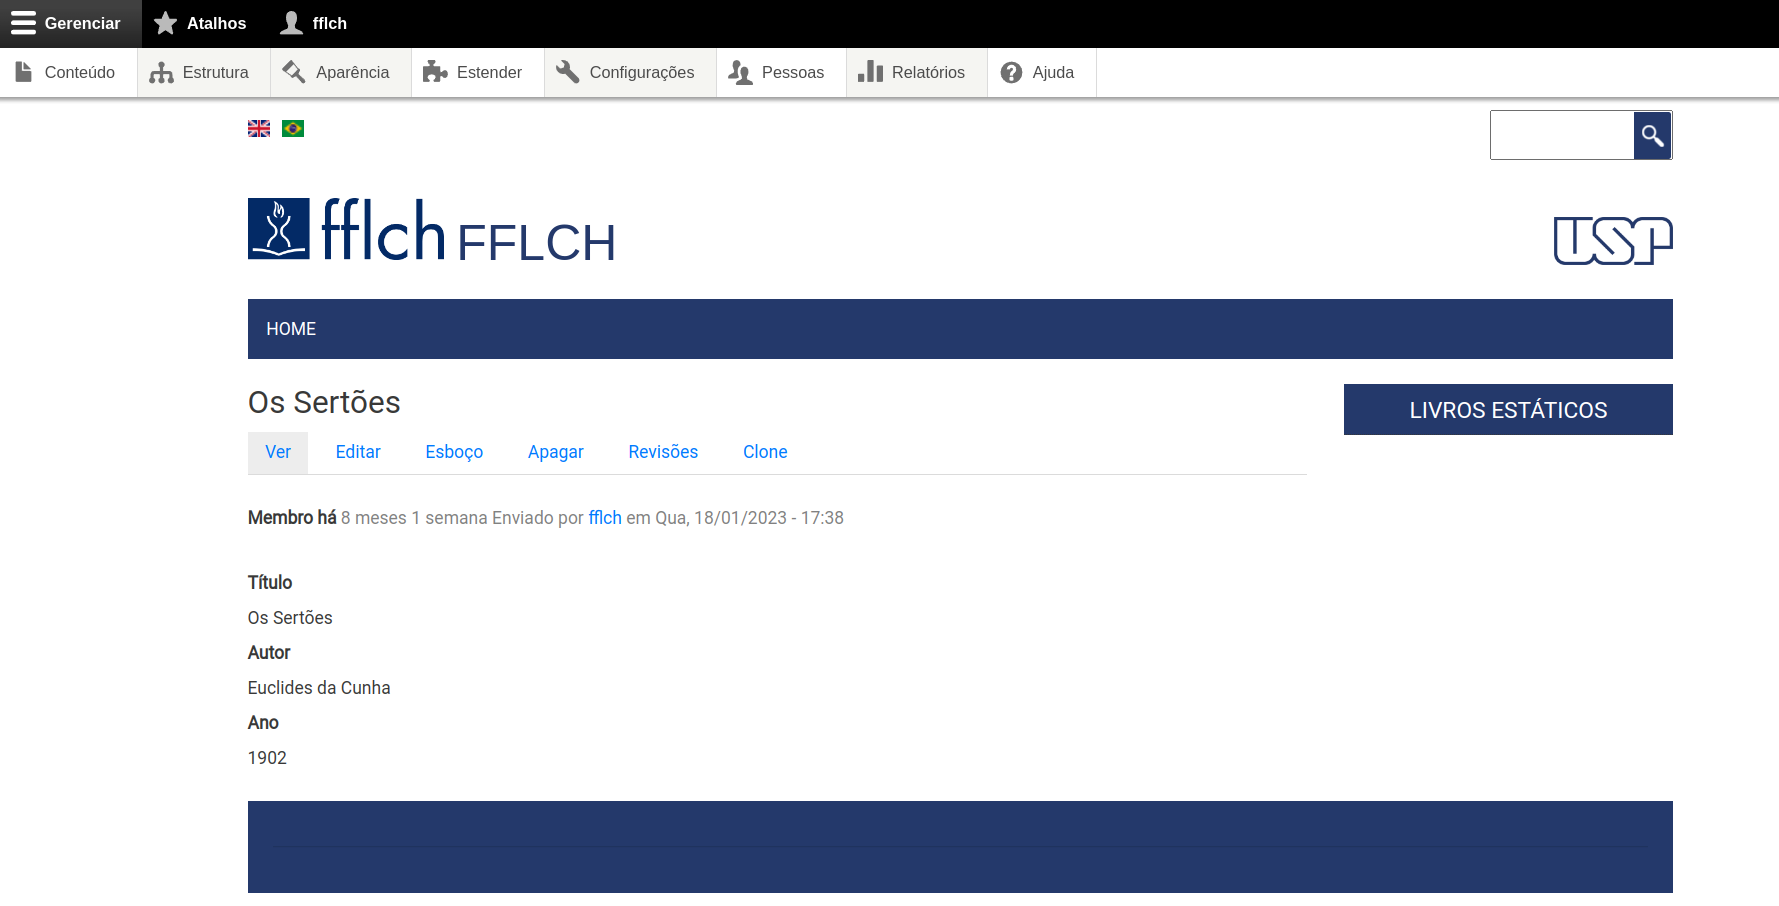 Gerenciar Atalhos fflch
Conteúdo Estrutura Aparência Estender Configurações Pessoas Relatórios Ajuda
fflch FFLCH USP
HOME
Os Sertões
LIVROS ESTÁTICOS
Ver Editar Esboço Apagar Revisões Clone
Membro há 8 meses 1 semana Enviado por fflch em Qua, 18/01/2023 - 17:38
Título
Os Sertões
Autor
Euclides da Cunha
Ano
1902